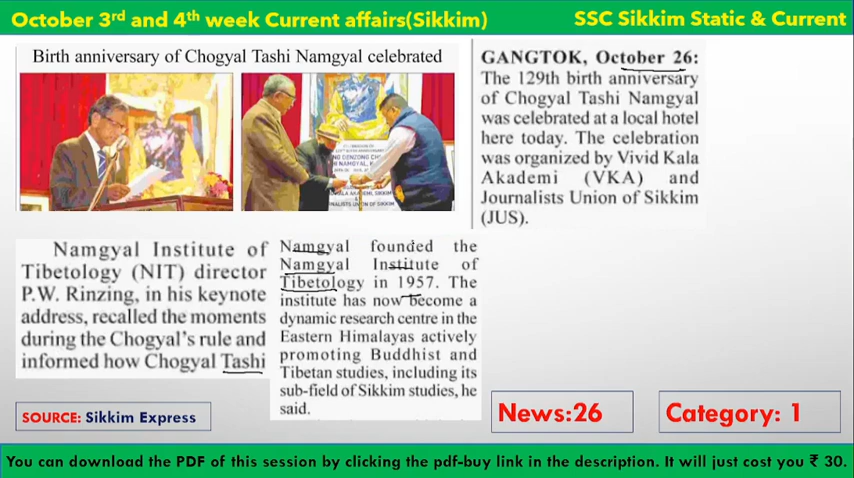 October 3rd and 4th week Current affairs(Sikkim)
SSC Sikkim Static & Current
Birth anniversary of Chogyal Tashi Namgyal celebrated
GANGTOK, October 26:
The 129th birth anniversary
of Chogyal Tashi Namgyal
was celebrated at a local hotel
here today. The celebration
was organized by Vivid Kala
Akademi (VKA) and
Journalists Union of Sikkim
(JUS).
Namgyal Institute of
Tibetology (NIT) director
P.W. Rinzing, in his keynote
address, recalled the moments
during the Chogyal's rule and
informed how Chogyal Tashi
Namgyal founded the
Namgyal Institute of
Tibetology in 1957. The
institute has now become a
dynamic research centre in the
Eastern Himalayas actively
promoting Buddhist and
Tibetan studies, including its
sub-field of Sikkim studies, he
said.
SOURCE: Sikkim Express
News:26
Category: 1
You can download the PDF of this session by clicking the pdf-buy link in the description. It will just cost you ₹ 30.